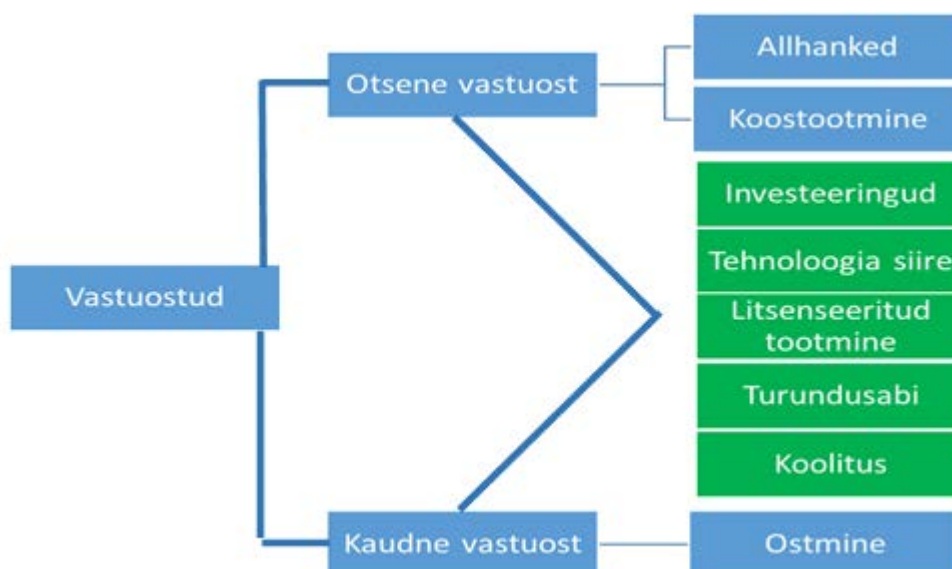 Vastuostud
Otsene vastuost
Kaudne vastuost
Allhanked
Koostootmine
Investeeringud
Tehnoloogia siire
Litsenseeritud
tootmine
Turundusabi
Koolitus
Ostmine